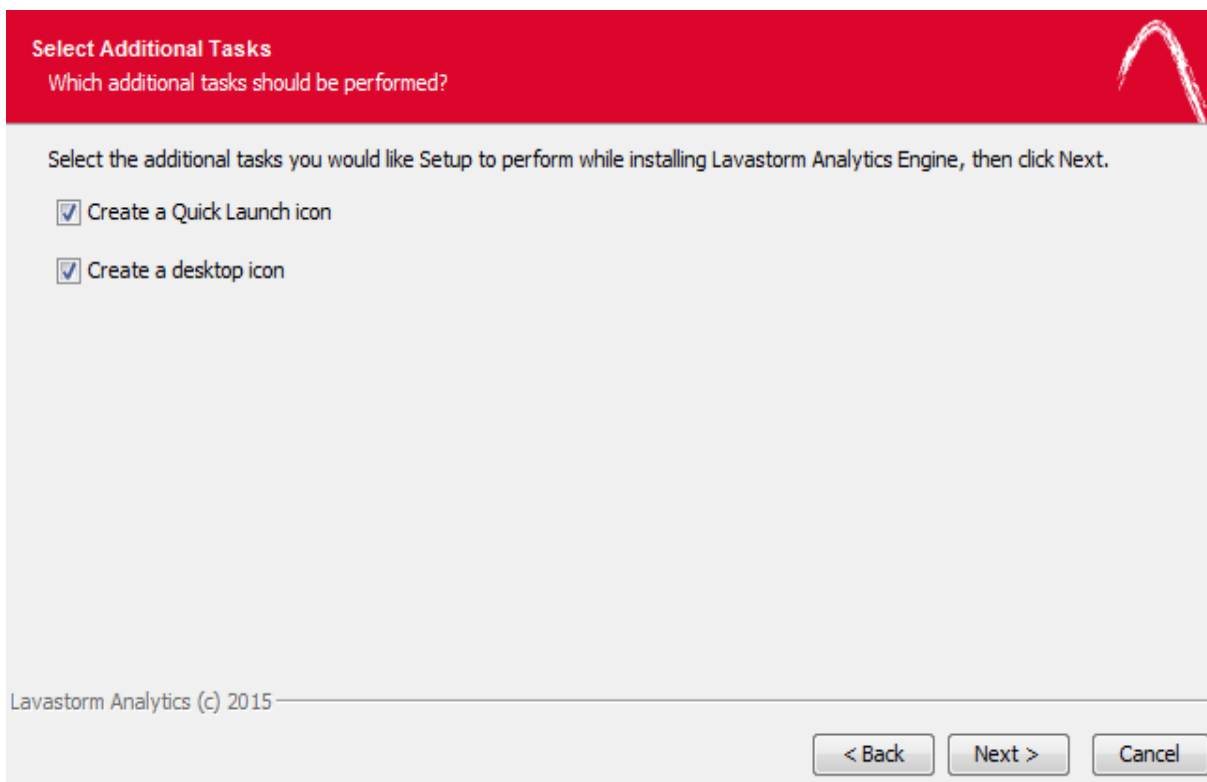 Select Additional Tasks
Which additional tasks should be performed?
Select the additional tasks you would like Setup to perform while installing Lavastorm Analytics Engine, then click Next.
Create a Quick Launch icon
Create a desktop icon
Lavastorm Analytics (c) 2015
< Back Next > Cancel